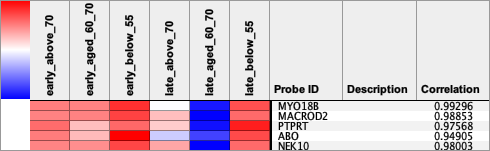 early_above_70
early_aged_60_70
early_below_55
late_above_70
late_aged_60_70
late_below_55
Probe ID Description Correlation
MYO18B 0.99296
MACROD2 0.98853
PTPRT 0.97568
ABO 0.94905
NEK10 0.98003